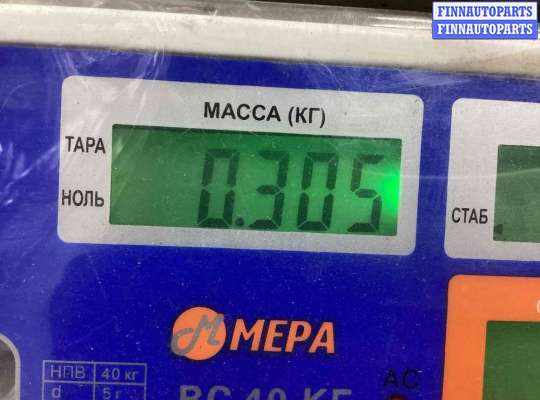 FINNAUTOPARTS
FINNAUTOPARTS
МАССА (КГ)
ТАРА
0.305
НОЛЬ
СТАБ
МЕРА
НПВ 40 кг
d 5 г
AC